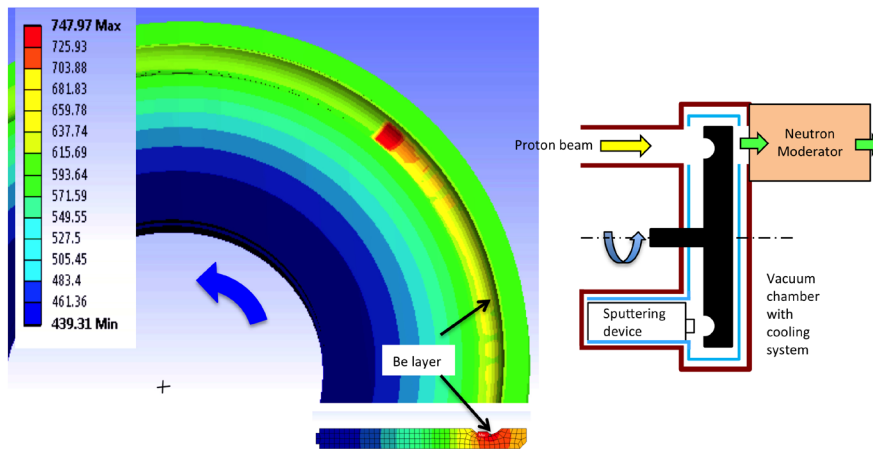 747.97 Max
725.93
703.88
681.83
659.78
637.74
615.69
593.64
571.59
549.55
527.5
505.45
483.4
461.36
439.31 Min
Be layer
Proton beam
Neutron
Moderator
Sputtering
device
Vacuum
chamber
with
cooling
system